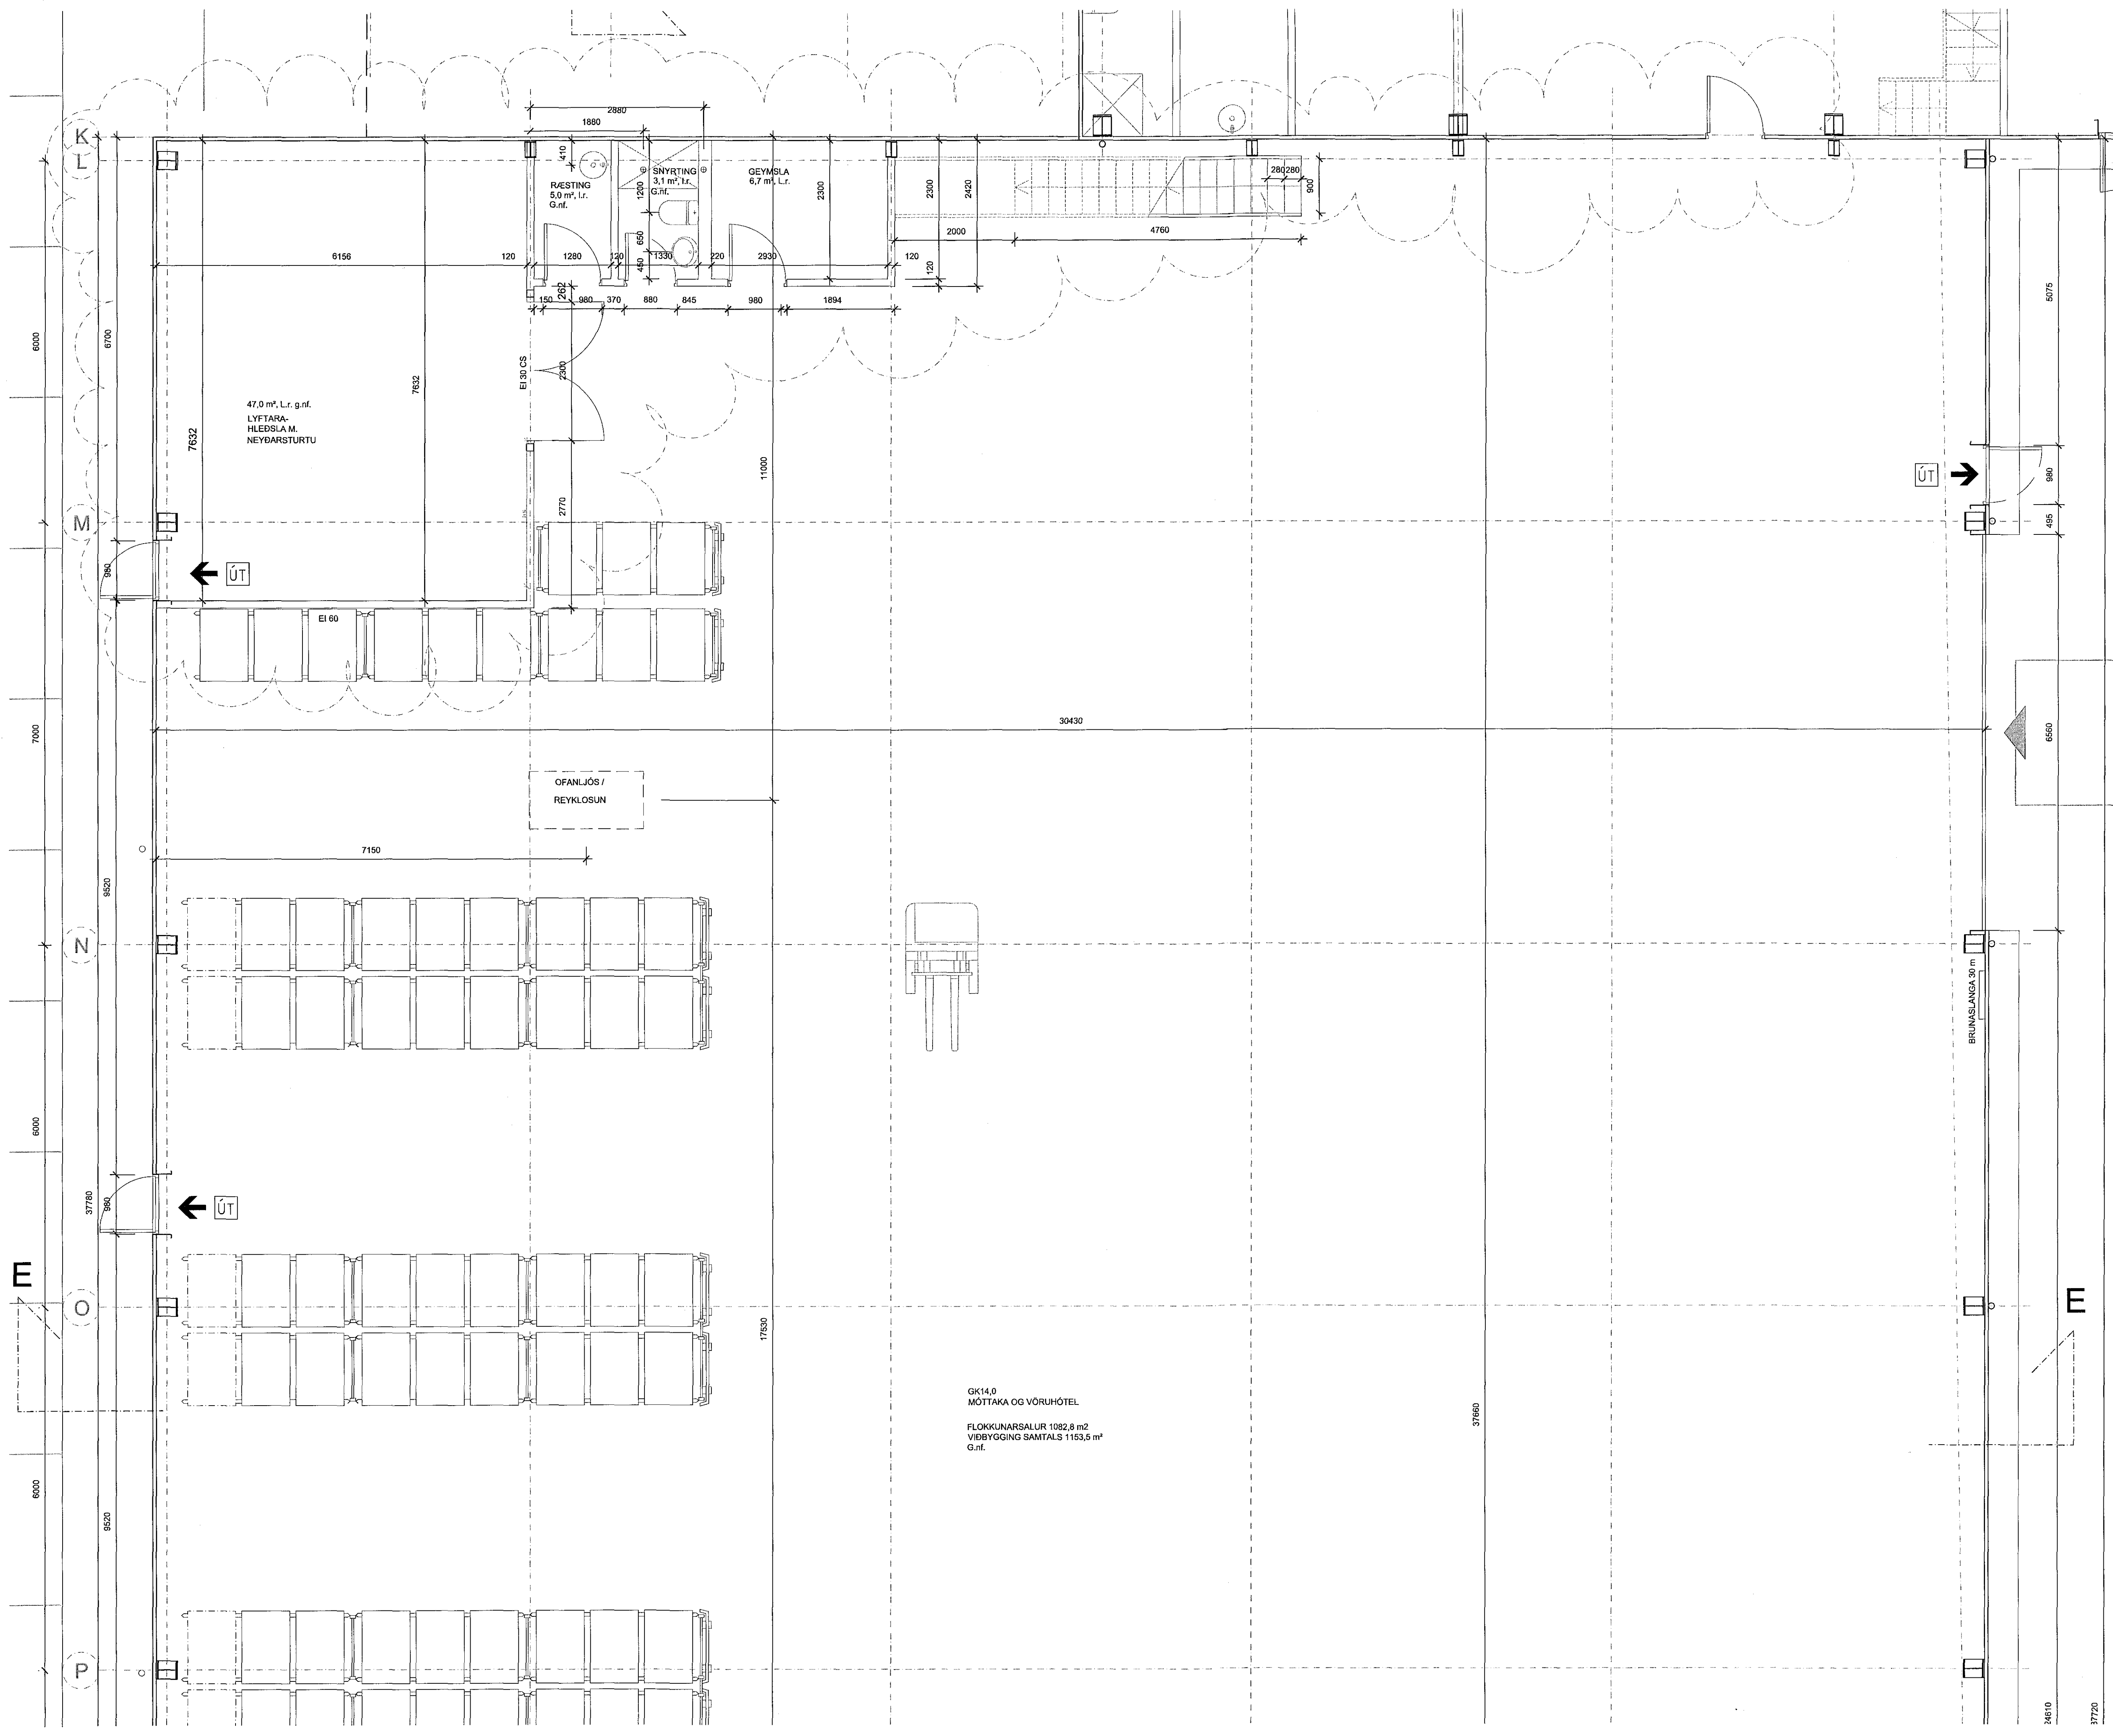 2880
1880
K
L
410
RÆSTING
5,0 m², l.r.
G.nf.
SNYRTING
3,1 m², l.r.
G.nf.
1200
GEYMSLA
6,7 m², L.r.
2300
2300
2420
280280
900
2000
4760
6156
120
1280
120
1330
220
2930
120
650
450
120
262
150
980
370
880
845
980
1894
5075
6000
6700
7632
7632
EI 30 CS
2300
47,0 m², L.r. g.nf.
LYFTARA-
HLEÐSLA M.
NEYÐARSTURTU
11000
2770
ÚT
980
M
495
980
ÚT
EI 60
30430
7000
6560
OFANLJÓS /
REYKLOSUN
7150
9520
N
BRUNASLANGA 30 m
6000
37780
980
ÚT
E
O
E
17530
GK14,0
MÓTTAKA OG VÖRUHÓTEL
FLOKKUNARSALUR 1082,8 m2
VIÐBYGGING SAMTALS 1153,5 m²
G.nf.
37660
6000
9520
P
24610
37720